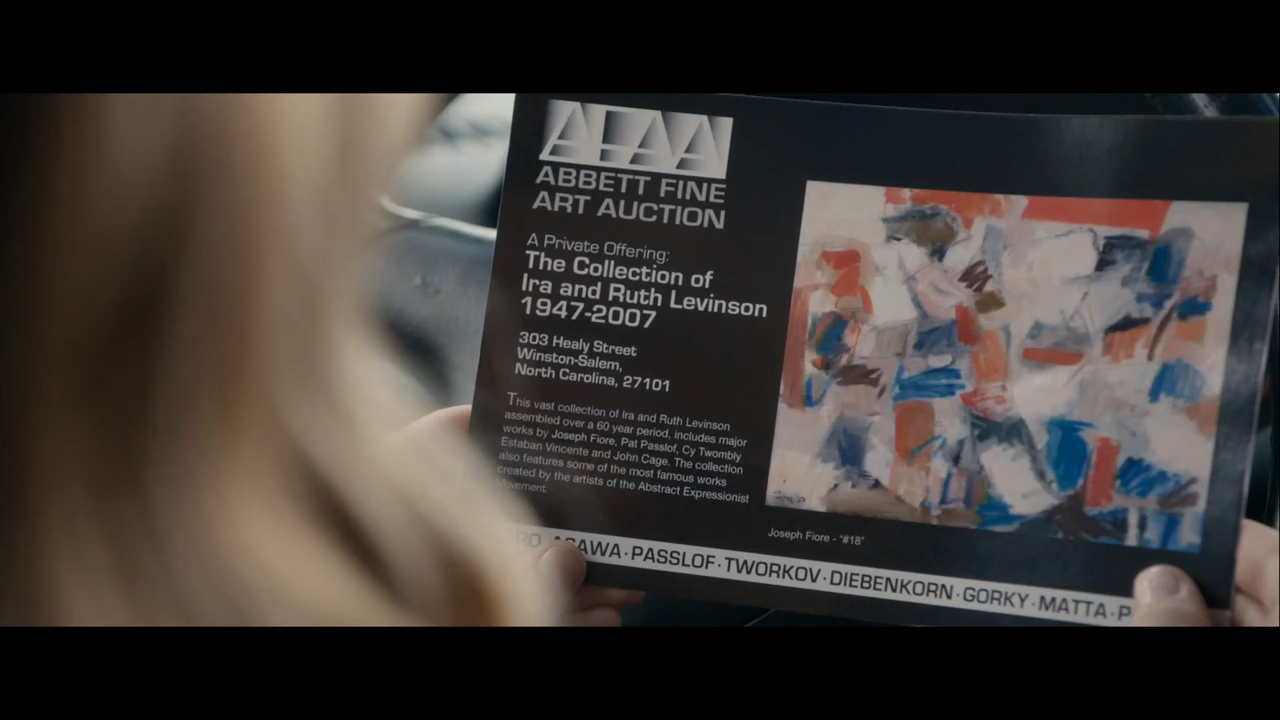 AFAA
ABBETT FINE
ART AUCTION
A Private Offering:
The Collection of
Ira and Ruth Levinson
1947-2007
303 Healy Street
Winston-Salem,
North Carolina, 27101
This vast collection of Ira and Ruth Levinson
assembled over a 60 year period, includes major
works by Joseph Fiore, Pat Passlof, Cy Twombly
Estaban Vincente and John Cage. The collection
also features some of the most famous works
created by the artists of the Abstract Expressionist
Movement.
Joseph Fiore - "#18"
ASAWA · PASSLOF · TWORKOV · DIEBENKORN · GORKY · MATTA ·